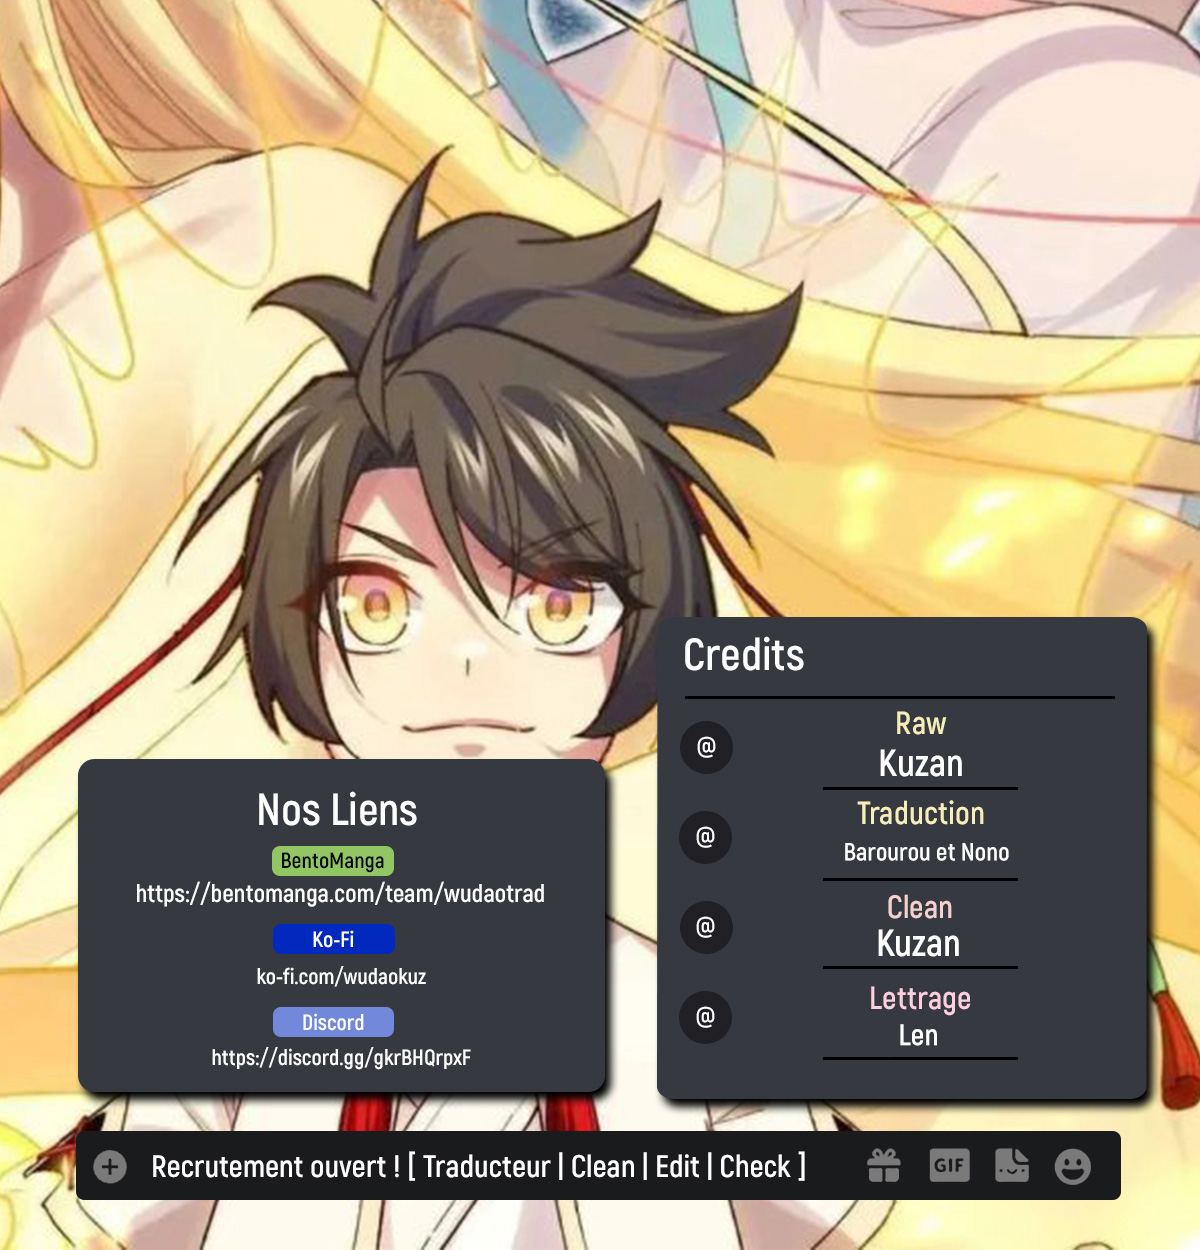 Credits
@
Raw
Kuzan
@
Traduction
Barourou et Nono
@
Clean
Kuzan
@
Lettrage
Len
Nos Liens
BentoManga
https://bentomanga.com/team/wudaotrad
Ko-Fi
ko-fi.com/wudaokuz
Discord
https://discord.gg/gkrBHQrpxF
Recrutement ouvert ! [ Traducteur | Clean | Edit | Check ]
GIF